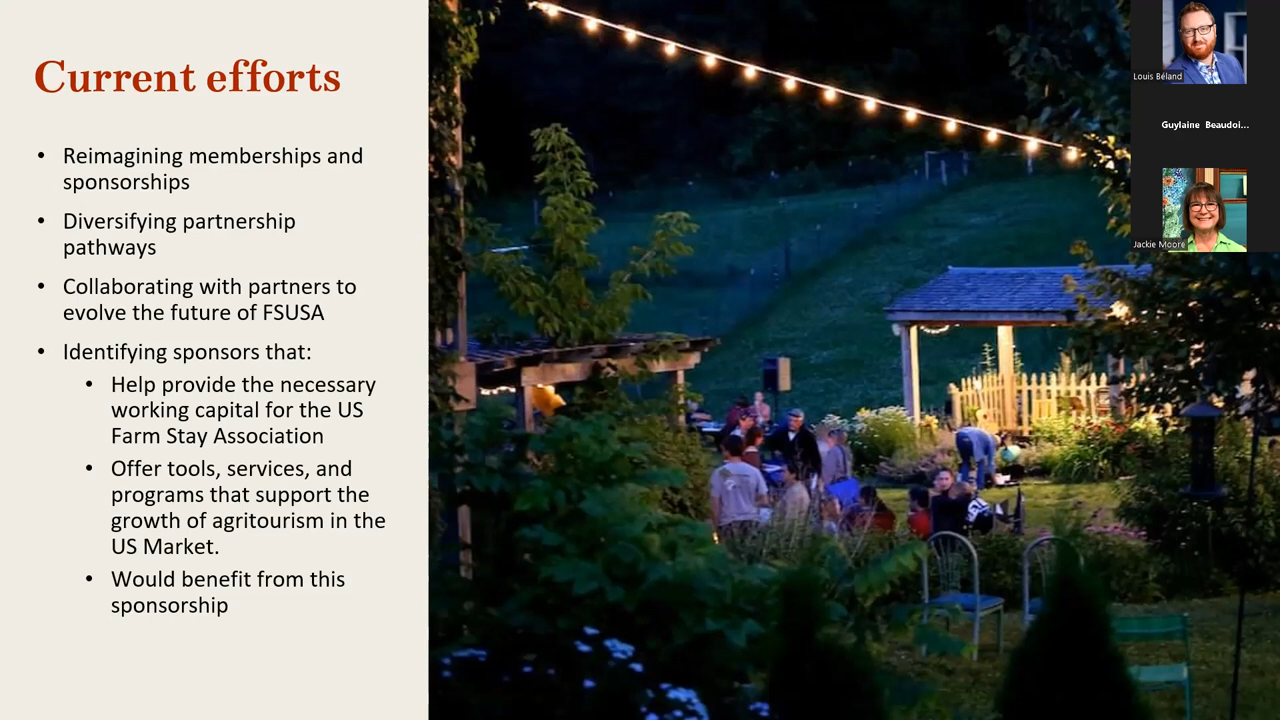 Current efforts
• Reimagining memberships and
sponsorships
• Diversifying partnership
pathways
• Collaborating with partners to
evolve the future of FSUSA
• Identifying sponsors that:
• Help provide the necessary
working capital for the US
Farm Stay Association
• Offer tools, services, and
programs that support the
growth of agritourism in the
US Market.
• Would benefit from this
sponsorship
Louis Béland
Guylaine Beaudoi...
Jackie Moore